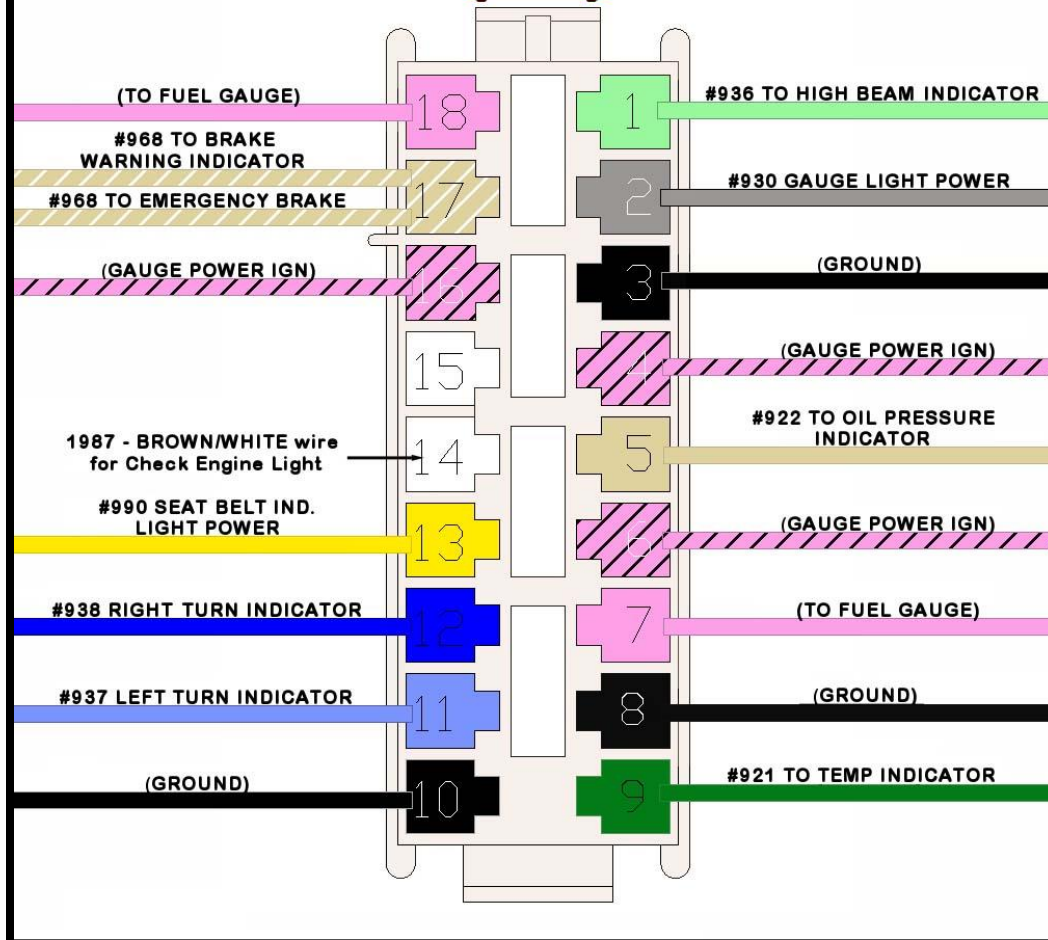 (TO FUEL GAUGE)
18
1
#936 TO HIGH BEAM INDICATOR
#968 TO BRAKE
WARNING INDICATOR
#968 TO EMERGENCY BRAKE
17
2
#930 GAUGE LIGHT POWER
(GAUGE POWER IGN)
16
3
(GROUND)
15
4
(GAUGE POWER IGN)
1987 - BROWN/WHITE wire
for Check Engine Light
14
5
#922 TO OIL PRESSURE
INDICATOR
#990 SEAT BELT IND.
LIGHT POWER
13
6
(GAUGE POWER IGN)
#938 RIGHT TURN INDICATOR
12
7
(TO FUEL GAUGE)
#937 LEFT TURN INDICATOR
11
8
(GROUND)
(GROUND)
10
9
#921 TO TEMP INDICATOR